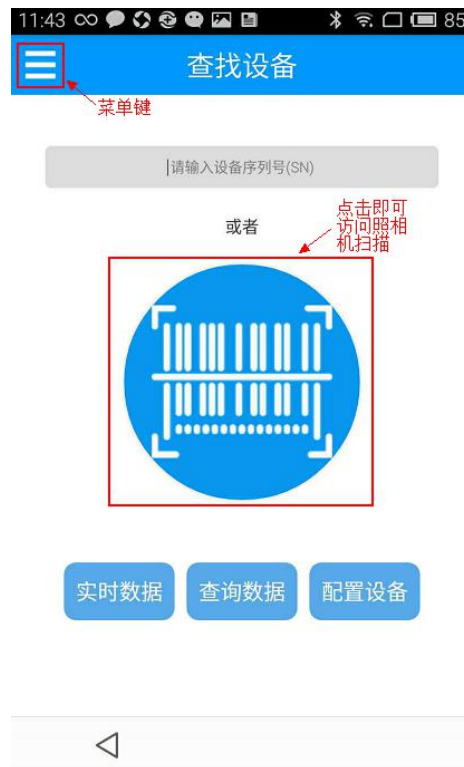 11:43
85
查找设备
菜单键
请输入设备序列号(SN)
或者
点击即可
访问照相
机扫描
实时数据
查询数据
配置设备